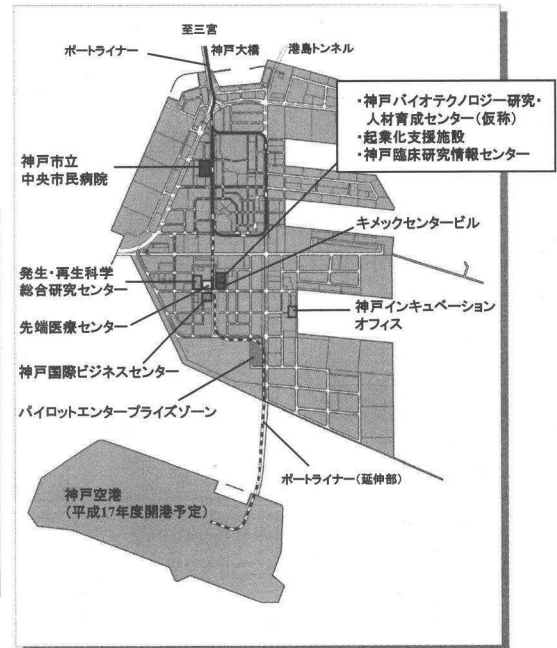 至三宮
ポートライナー
神戸大橋
港島トンネル
・神戸バイオテクノロジー研究・
人材育成センター（仮称）
・起業化支援施設
・神戸臨床研究情報センター
神戸市立
中央市民病院
キメックセンタービル
発生・再生科学
総合研究センター
神戸インキュベーション
オフィス
先端医療センター
神戸国際ビジネスセンター
パイロットエンタープライズゾーン
ポートライナー（延伸部）
神戸空港
（平成17年度開港予定）